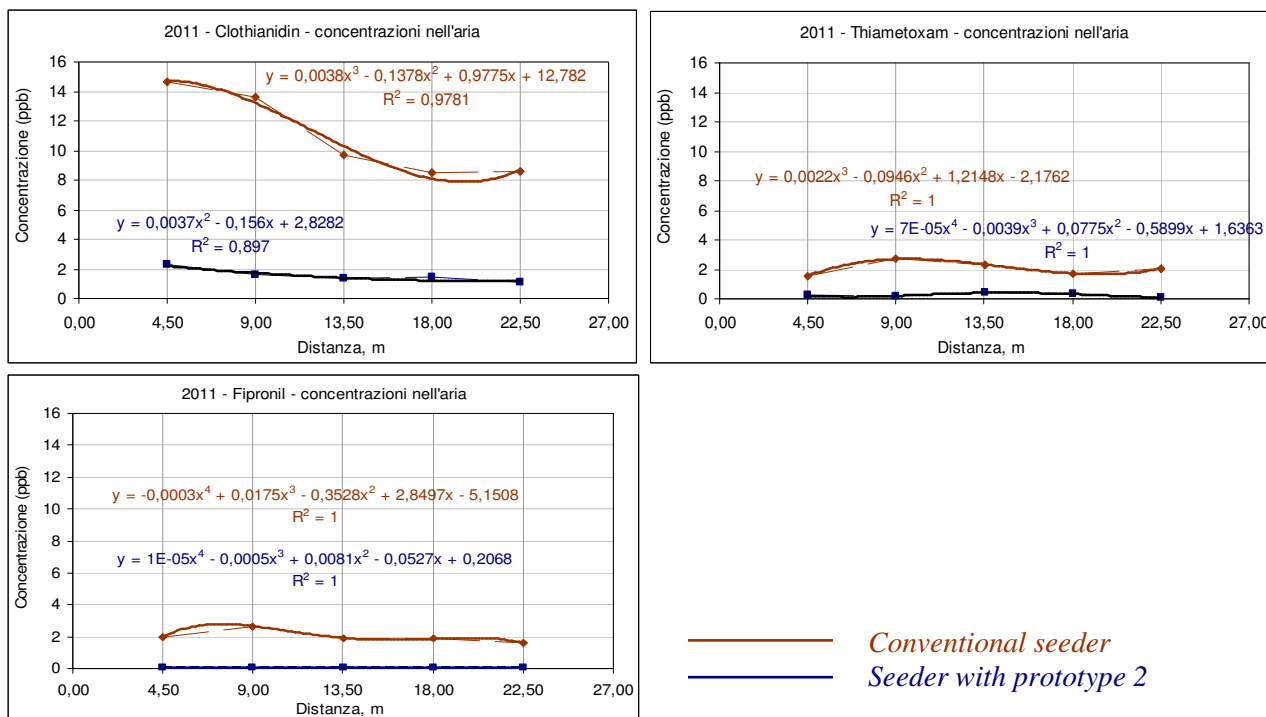 2011 - Clothianidin - concentrazioni nell'aria
Concentrazione (ppb)
16
14
12
10
8
6
4
2
0
y = 0,0038x³ - 0,1378x² + 0,9775x + 12,782
R² = 0,9781
y = 0,0037x² - 0,156x + 2,8282
R² = 0,897
0,00 4,50 9,00 13,50 18,00 22,50 27,00
Distanza, m
2011 - Thiametoxam - concentrazioni nell'aria
Concentrazione (ppb)
16
14
12
10
8
6
4
2
0
y = 0,0022x³ - 0,0946x² + 1,2148x - 2,1762
R² = 1
y = 7E-05x⁴ - 0,0039x³ + 0,0775x² - 0,5899x + 1,6363
R² = 1
0,00 4,50 9,00 13,50 18,00 22,50 27,00
Distanza, m
2011 - Fipronil - concentrazioni nell'aria
Concentrazione (ppb)
16
14
12
10
8
6
4
2
0
y = -0,0003x⁴ + 0,0175x³ - 0,3528x² + 2,8497x - 5,1508
R² = 1
y = 1E-05x⁴ - 0,0005x³ + 0,0081x² - 0,0527x + 0,2068
R² = 1
0,00 4,50 9,00 13,50 18,00 22,50 27,00
Distanza, m
Conventional seeder
Seeder with prototype 2